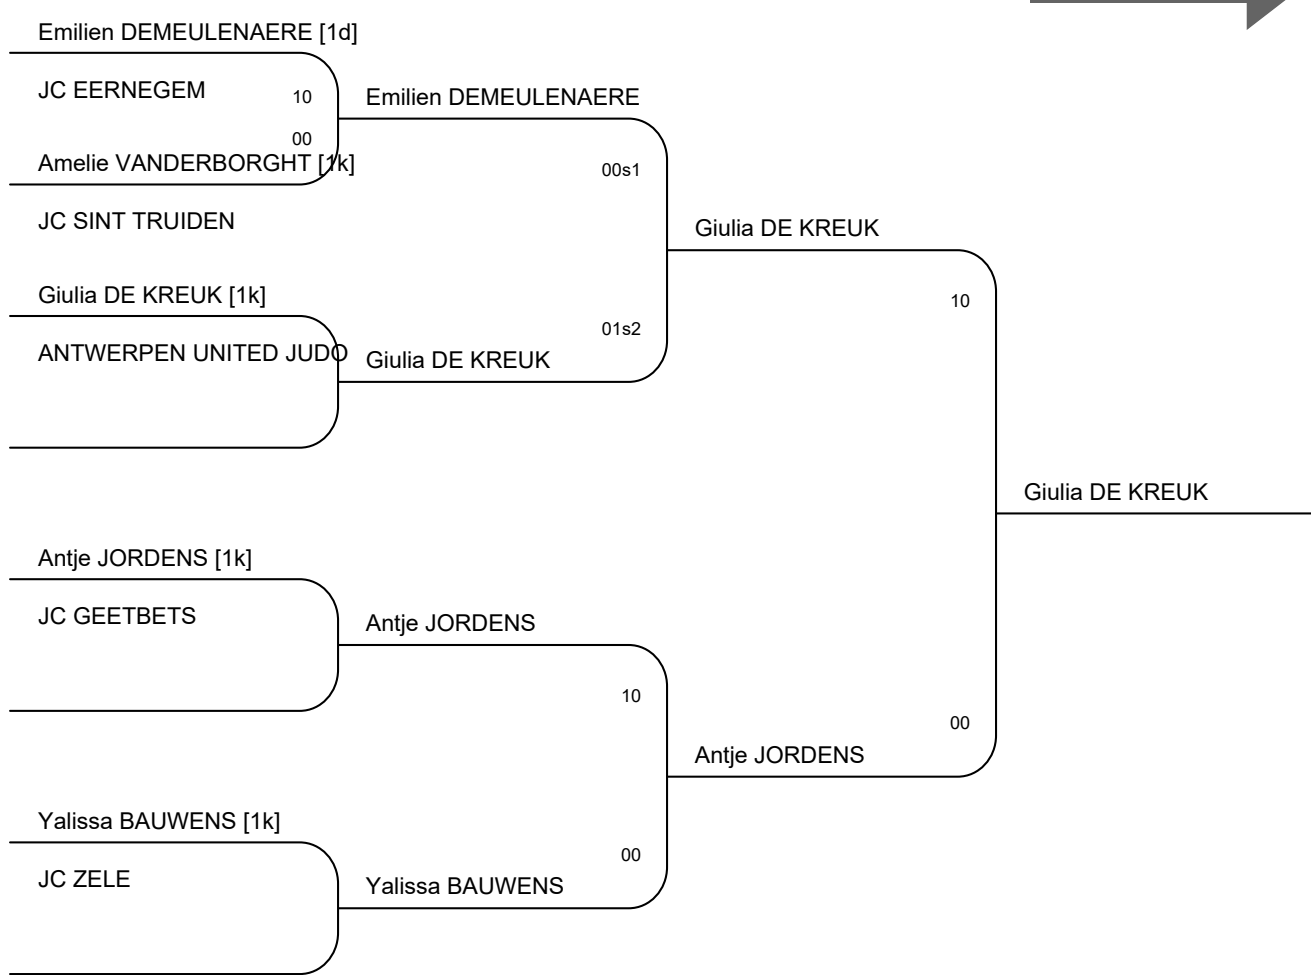 Emilien DEMEULENAERE [1d]
JC EERNEGEM
10
Emilien DEMEULENAERE
00
Amelie VANDERBORGHT [1k]
00s1
JC SINT TRUIDEN
Giulia DE KREUK
Giulia DE KREUK [1k]
10
01s2
ANTWERPEN UNITED JUDO
Giulia DE KREUK
Giulia DE KREUK
Antje JORDENS [1k]
JC GEETBETS
Antje JORDENS
10
00
Antje JORDENS
Yalissa BAUWENS [1k]
00
JC ZELE
Yalissa BAUWENS